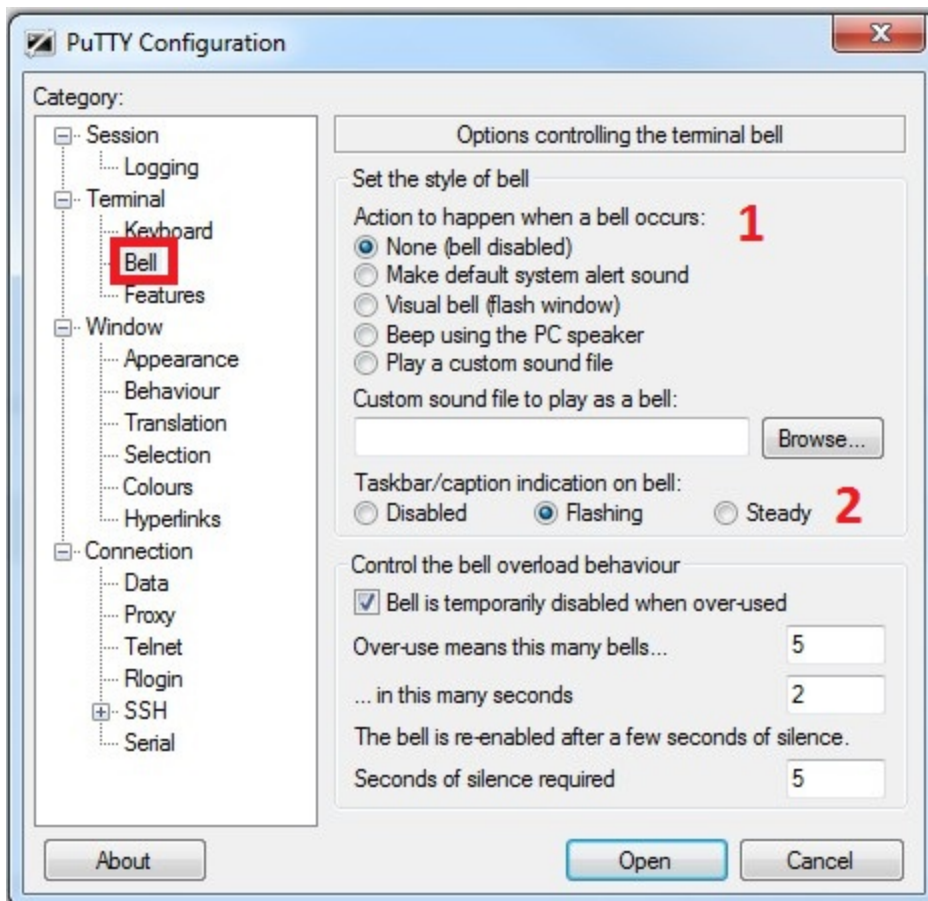 PuTTY Configuration
Category:
Session
Logging
Terminal
Keyboard
Bell
Features
Window
Appearance
Behaviour
Translation
Selection
Colours
Hyperlinks
Connection
Data
Proxy
Telnet
Rlogin
SSH
Serial
Options controlling the terminal bell
Set the style of bell
Action to happen when a bell occurs: 1
None (bell disabled)
Make default system alert sound
Visual bell (flash window)
Beep using the PC speaker
Play a custom sound file
Custom sound file to play as a bell:
Browse...
Taskbar/caption indication on bell:
Disabled Flashing Steady 2
Control the bell overload behaviour
Bell is temporarily disabled when over-used
Over-use means this many bells... 5
... in this many seconds 2
The bell is re-enabled after a few seconds of silence.
Seconds of silence required 5
About Open Cancel